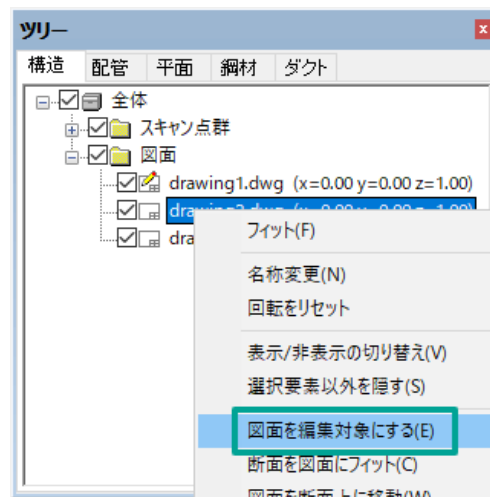 ツリー
構造 配管 平面 鋼材 ダクト
全体
スキャン点群
図面
drawing1.dwg (x=0.00 y=0.00 z=1.00)
フィット(F)
名称変更(N)
回転をリセット
表示/非表示の切り替え(V)
選択要素以外を隠す(S)
図面を編集対象にする(E)
断面を図面にフィット(C)